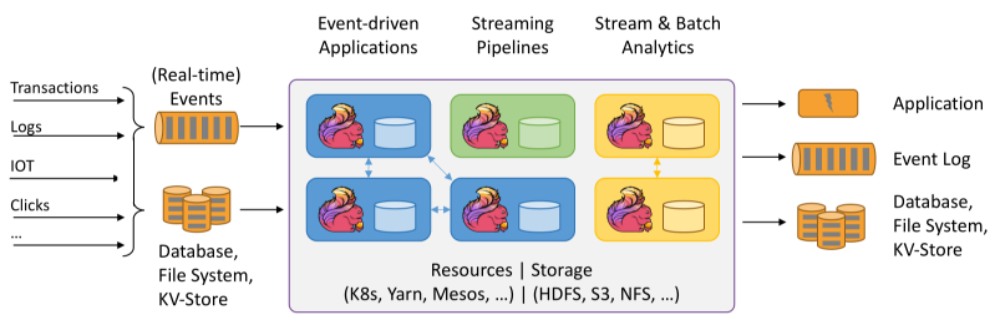 Event-driven
Applications
Streaming
Pipelines
Stream & Batch
Analytics
Transactions
Logs
IOT
Clicks
...
(Real-time)
Events
Database,
File System,
KV-Store
Resources | Storage
(K8s, Yarn, Mesos, ...) | (HDFS, S3, NFS, ...)
Application
Event Log
Database,
File System,
KV-Store